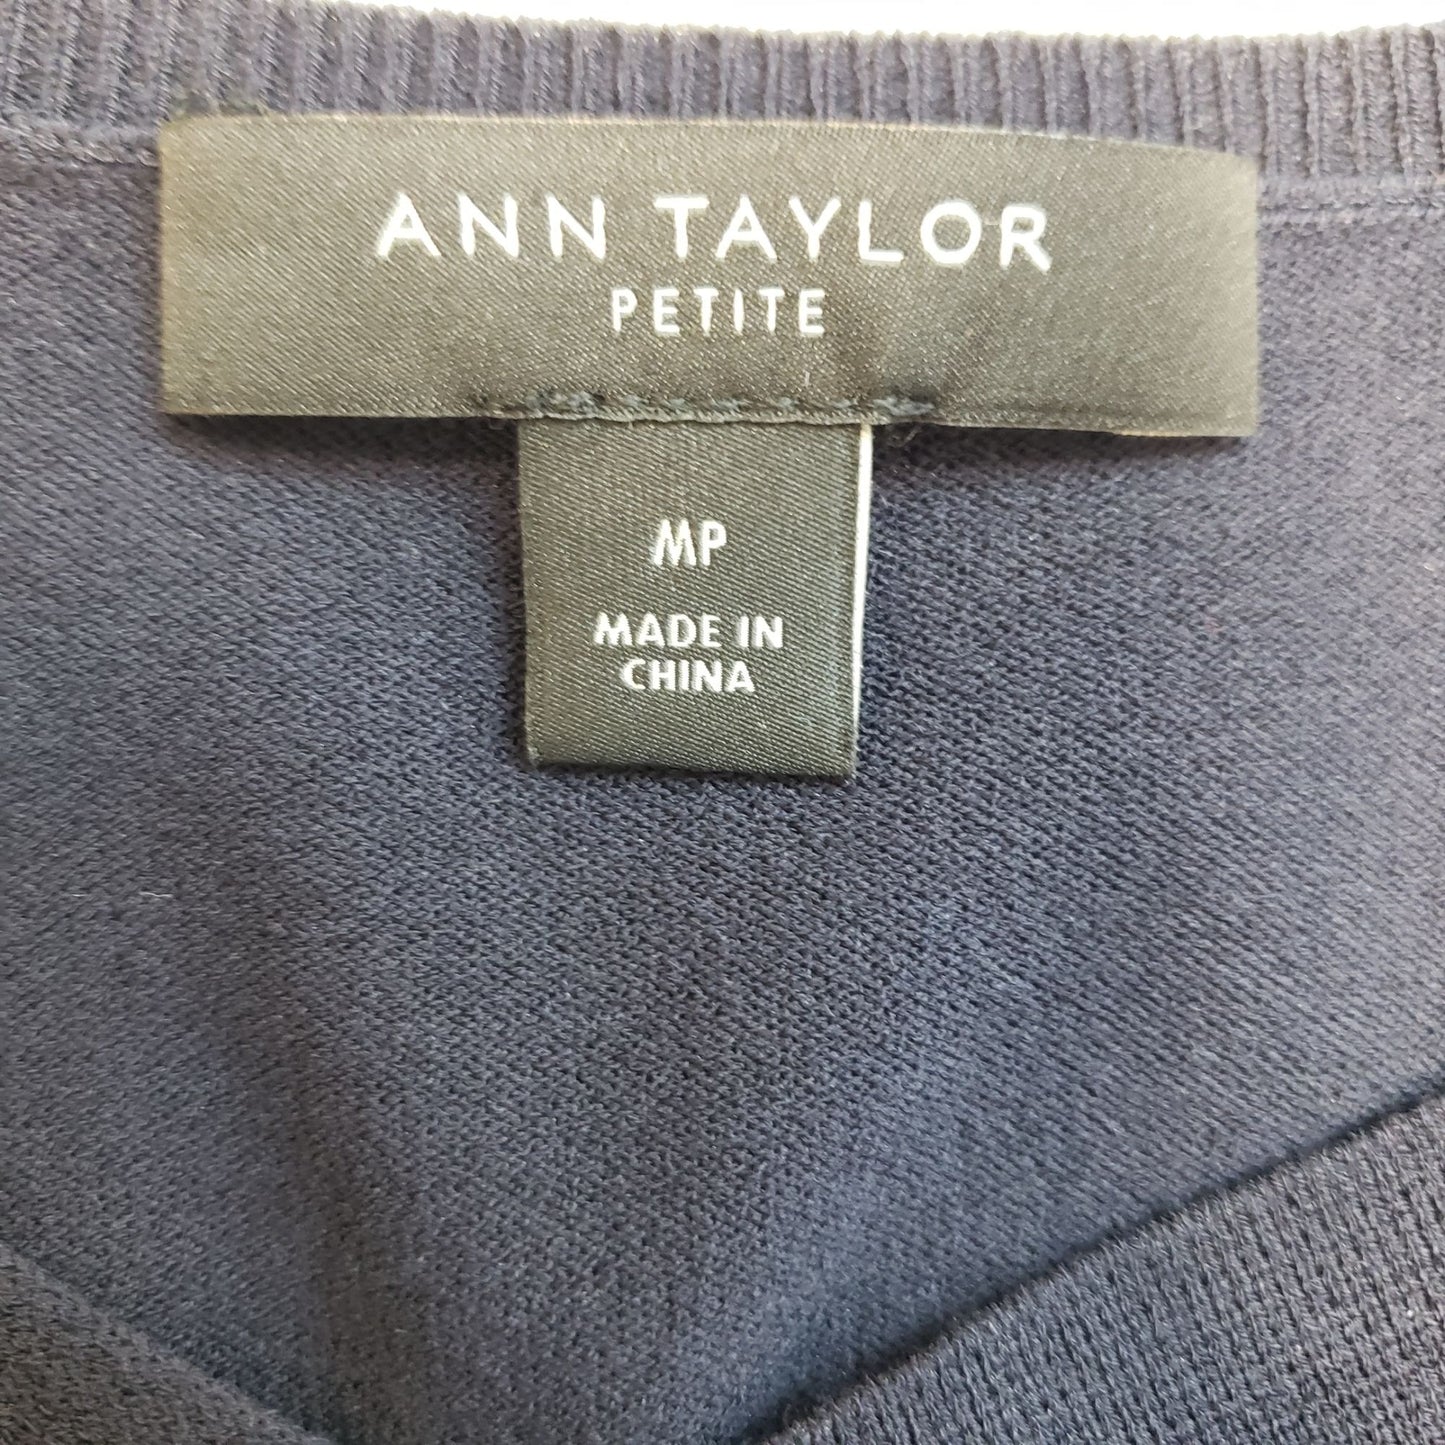 ANN TAYLOR
PETITE
MP
MADE IN
CHINA